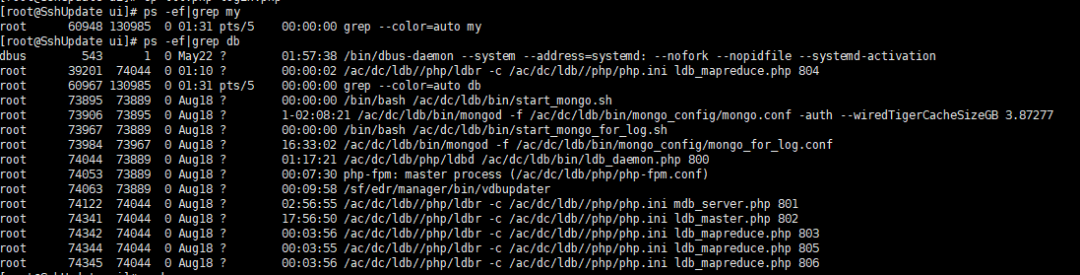 [root@SshUpdate ui]# ps -ef|grep my
root 60948 130985 0 01:31 pts/5 00:00:00 grep --color=auto my
[root@SshUpdate ui]# ps -ef|grep db
dbus 543 1 0 May22 ? 01:57:38 /bin/dbus-daemon --system --address=systemd: --nofork --nopidfile --systemd-activation
root 39201 74044 0 01:10 ? 00:00:02 /ac/dc/ldb//php/ldbr -c /ac/dc/ldb//php/php.ini ldb_mapreduce.php 804
root 60967 130985 0 01:31 pts/5 00:00:00 grep --color=auto db
root 73895 73889 0 Aug18 ? 00:00:00 /bin/bash /ac/dc/ldb/bin/start_mongo.sh
root 73906 73895 0 Aug18 ? 1-02:08:21 /ac/dc/ldb/bin/mongod -f /ac/dc/ldb/bin/mongo_config/mongo.conf -auth --wiredTigerCacheSizeGB 3.87277
root 73967 73889 0 Aug18 ? 00:00:00 /bin/bash /ac/dc/ldb/bin/start_mongo_for_log.sh
root 73984 73967 0 Aug18 ? 16:33:02 /ac/dc/ldb/bin/mongod -f /ac/dc/ldb/bin/mongo_config/mongo_for_log.conf
root 74044 73889 0 Aug18 ? 01:17:21 /ac/dc/ldb/php/ldbd /ac/dc/ldb/bin/ldb_daemon.php 800
root 74053 73889 0 Aug18 ? 00:07:30 php-fpm: master process (/ac/dc/ldb/php/php-fpm.conf)
root 74063 73889 0 Aug18 ? 00:09:58 /sf/edr/manager/bin/vdbupdater
root 74122 74044 0 Aug18 ? 02:56:55 /ac/dc/ldb//php/ldbr -c /ac/dc/ldb//php/php.ini mdb_server.php 801
root 74341 74044 0 Aug18 ? 17:56:50 /ac/dc/ldb//php/ldbr -c /ac/dc/ldb//php/php.ini ldb_master.php 802
root 74342 74044 0 Aug18 ? 00:03:56 /ac/dc/ldb//php/ldbr -c /ac/dc/ldb//php/php.ini ldb_mapreduce.php 803
root 74344 74044 0 Aug18 ? 00:03:55 /ac/dc/ldb//php/ldbr -c /ac/dc/ldb//php/php.ini ldb_mapreduce.php 805
root 74345 74044 0 Aug18 ? 00:03:56 /ac/dc/ldb//php/ldbr -c /ac/dc/ldb//php/php.ini ldb_mapreduce.php 806